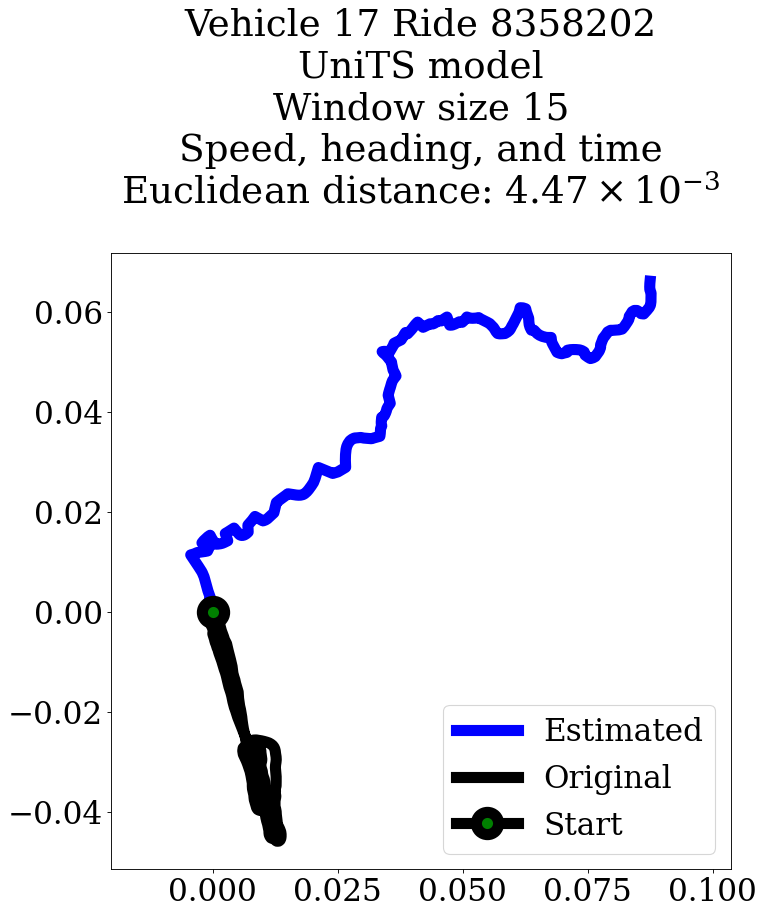 Vehicle 17 Ride 8358202
UniTS model
Window size 15
Speed, heading, and time
Euclidean distance: 4.47 × 10⁻³
0.06
0.04
0.02
0.00
−0.02
−0.04
Estimated
Original
Start
0.000 0.025 0.050 0.075 0.100